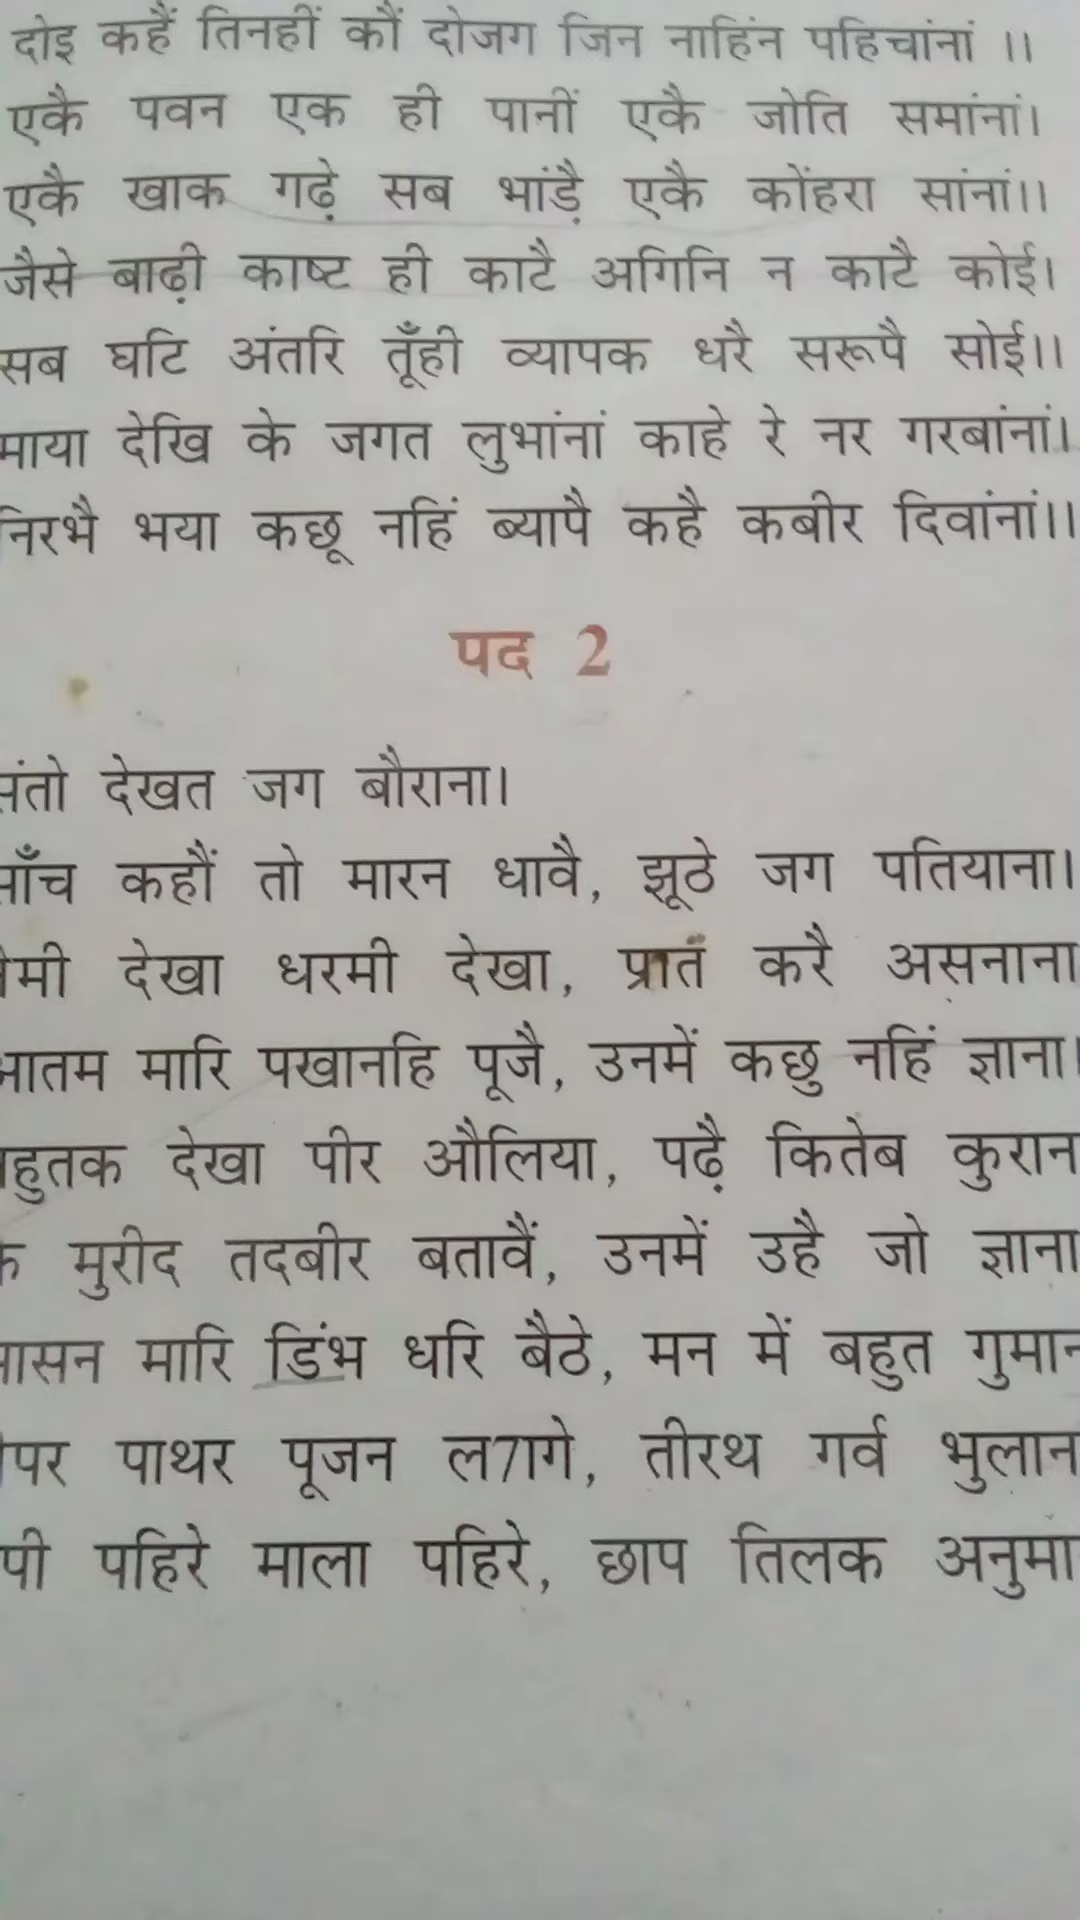 दोइ कहैं तिनहीं कौं दोजग जिन नाहिंन पहिचांनां ।।
एकै पवन एक ही पानीं एकै जोति समांनां।
एकै खाक गढ़े सब भांड़ै एकै कोंहरा सांनां।।
जैसे बाढ़ी काष्ट ही काटै अगिनि न काटै कोई।
सब घटि अंतरि तूँही व्यापक धरै सरूपै सोई।।
माया देखि के जगत लुभांनां काहे रे नर गरबांनां।
निरभै भया कछू नहिं ब्यापै कहै कबीर दिवांनां।।
पद 2
संतो देखत जग बौराना।
साँच कहौं तो मारन धावै, झूठे जग पतियाना।
देखा धरमी देखा, प्रात करै असनाना
आतम मारि पखानहि पूजै, उनमें कछु नहिं ज्ञाना।
बहुतक देखा पीर औलिया, पढ़ै कितेब कुरान
मुरीद तदबीर बतावैं, उनमें उहै जो ज्ञाना
आसन मारि डिंभ धरि बैठे, मन में बहुत गुमान
पाथर पूजन लागे, तीरथ गर्व भुलान
पहिरे माला पहिरे, छाप तिलक अनुमा